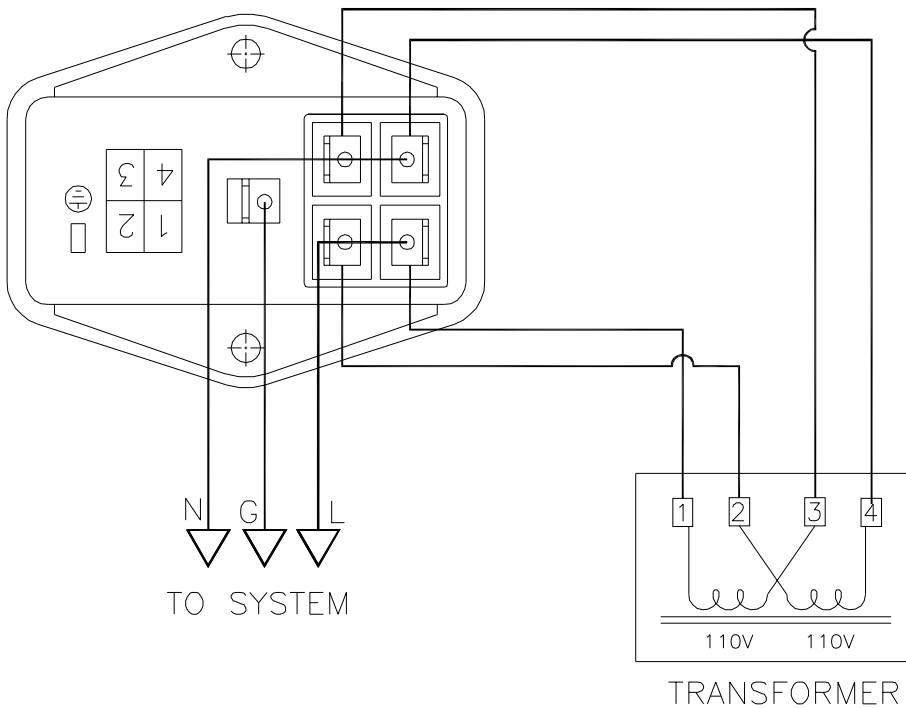 3 4
2 1
N G L
TO SYSTEM
1 2 3 4
110V 110V
TRANSFORMER